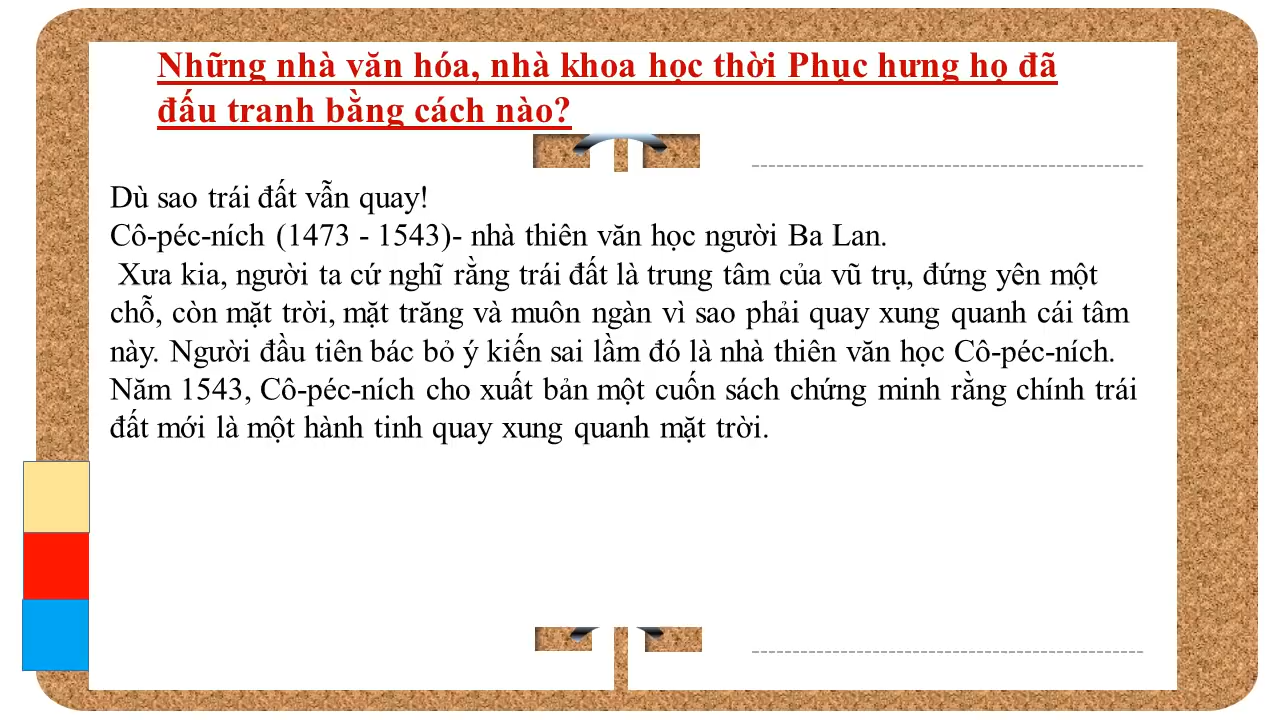 Những nhà văn hóa, nhà khoa học thời Phục hưng họ đã
đấu tranh bằng cách nào?
Dù sao trái đất vẫn quay!
Cô-péc-ních (1473 - 1543)- nhà thiên văn học người Ba Lan.
Xưa kia, người ta cứ nghĩ rằng trái đất là trung tâm của vũ trụ, đứng yên một
chỗ, còn mặt trời, mặt trăng và muôn ngàn vì sao phải quay xung quanh cái tâm
này. Người đầu tiên bác bỏ ý kiến sai lầm đó là nhà thiên văn học Cô-péc-ních.
Năm 1543, Cô-péc-ních cho xuất bản một cuốn sách chứng minh rằng chính trái
đất mới là một hành tinh quay xung quanh mặt trời.